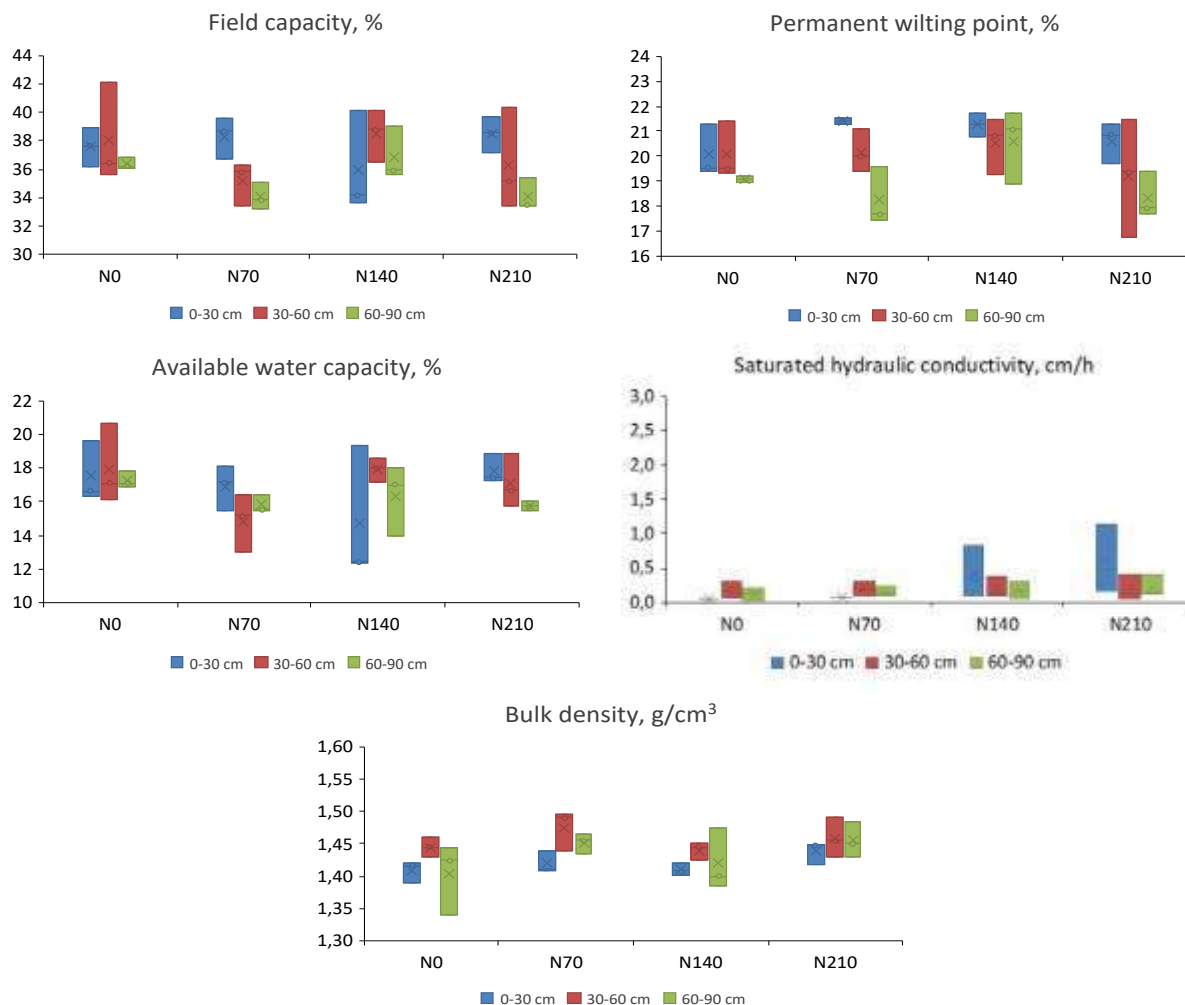 Field capacity, %
44
42
40
38
36
34
32
30
N0 N70 N140 N210
0-30 cm 30-60 cm 60-90 cm
Permanent wilting point, %
24
23
22
21
20
19
18
17
16
N0 N70 N140 N210
0-30 cm 30-60 cm 60-90 cm
Available water capacity, %
22
20
18
16
14
12
10
N0 N70 N140 N210
0-30 cm 30-60 cm 60-90 cm
Saturated hydraulic conductivity, cm/h
3,0
2,5
2,0
1,5
1,0
0,5
0,0
N0 N70 N140 N210
0-30 cm 30-60 cm 60-90 cm
Bulk density, g/cm³
1,60
1,55
1,50
1,45
1,40
1,35
1,30
N0 N70 N140 N210
0-30 cm 30-60 cm 60-90 cm